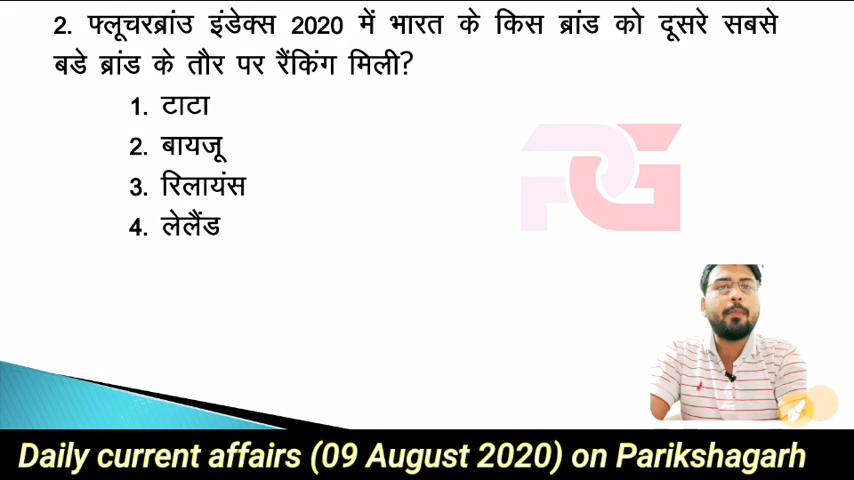 2. फ्लूचरब्रांउ इंडेक्स 2020 में भारत के किस ब्रांड को दूसरे सबसे
बडे ब्रांड के तौर पर रैंकिंग मिली?
1. टाटा
2. बायजू
3. रिलायंस
4. लेलैंड
PG
Daily current affairs (09 August 2020) on Parikshagarh